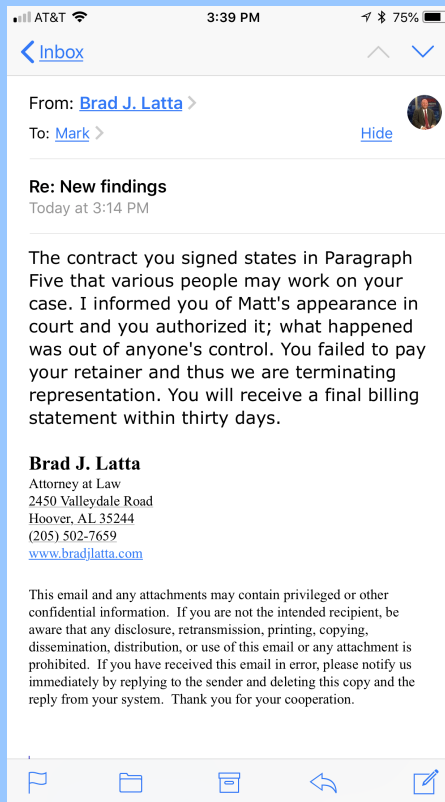 AT&T 3:39 PM 75%
Inbox
From: Brad J. Latta
To: Mark Hide
Re: New findings
Today at 3:14 PM
The contract you signed states in Paragraph
Five that various people may work on your
case. I informed you of Matt's appearance in
court and you authorized it; what happened
was out of anyone's control. You failed to pay
your retainer and thus we are terminating
representation. You will receive a final billing
statement within thirty days.
Brad J. Latta
Attorney at Law
2450 Valleydale Road
Hoover, AL 35244
(205) 502-7659
www.bradjlatta.com
This email and any attachments may contain privileged or other
confidential information. If you are not the intended recipient, be
aware that any disclosure, retransmission, printing, copying,
dissemination, distribution, or use of this email or any attachment is
prohibited. If you have received this email in error, please notify us
immediately by replying to the sender and deleting this copy and the
reply from your system. Thank you for your cooperation.